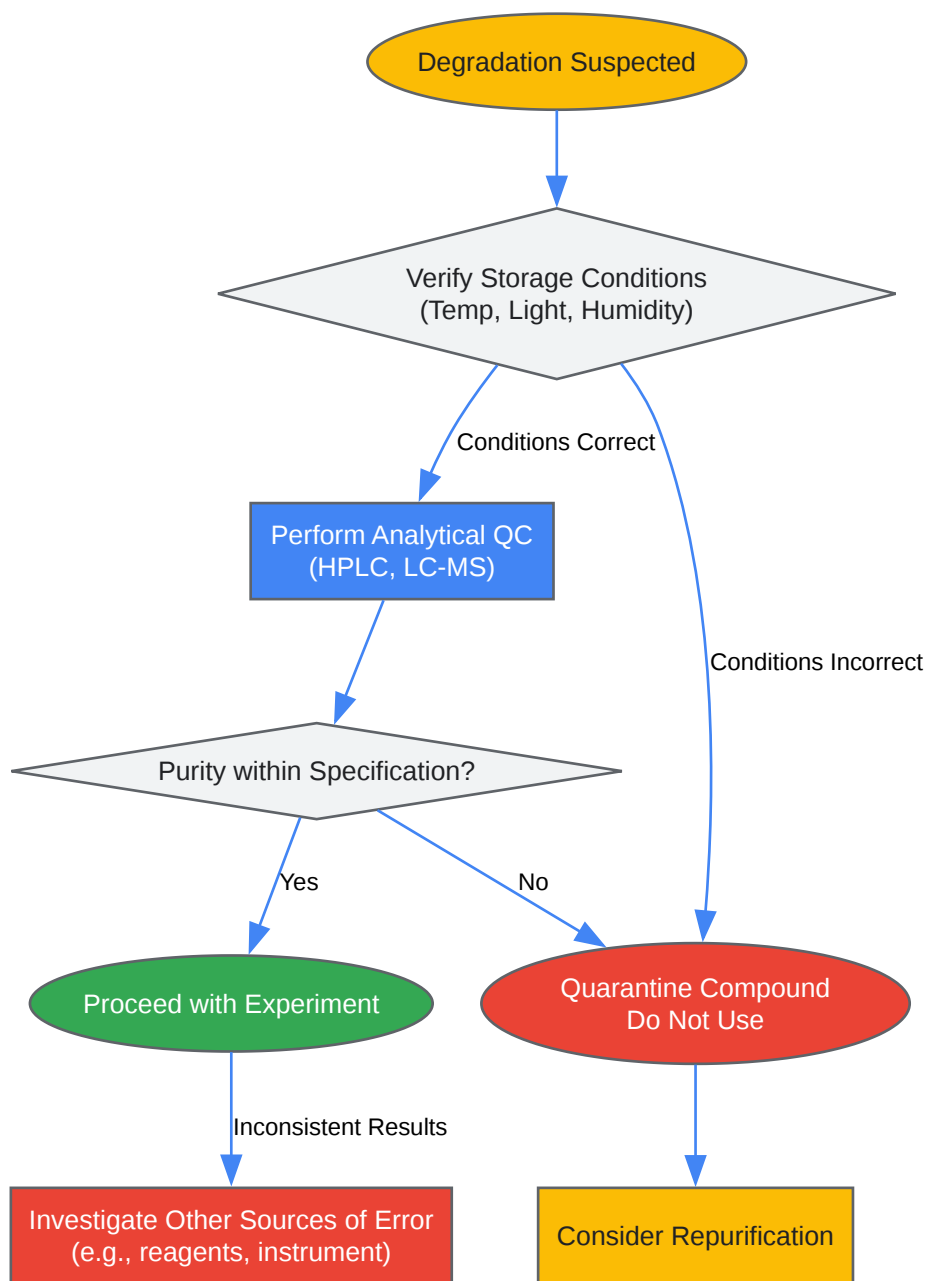 Degradation Suspected
Verify Storage Conditions
(Temp, Light, Humidity)
Conditions Correct
Perform Analytical QC
(HPLC, LC-MS)
Conditions Incorrect
Purity within Specification?
Yes
No
Proceed with Experiment
Quarantine Compound
Do Not Use
Inconsistent Results
Investigate Other Sources of Error
(e.g., reagents, instrument)
Consider Repurification